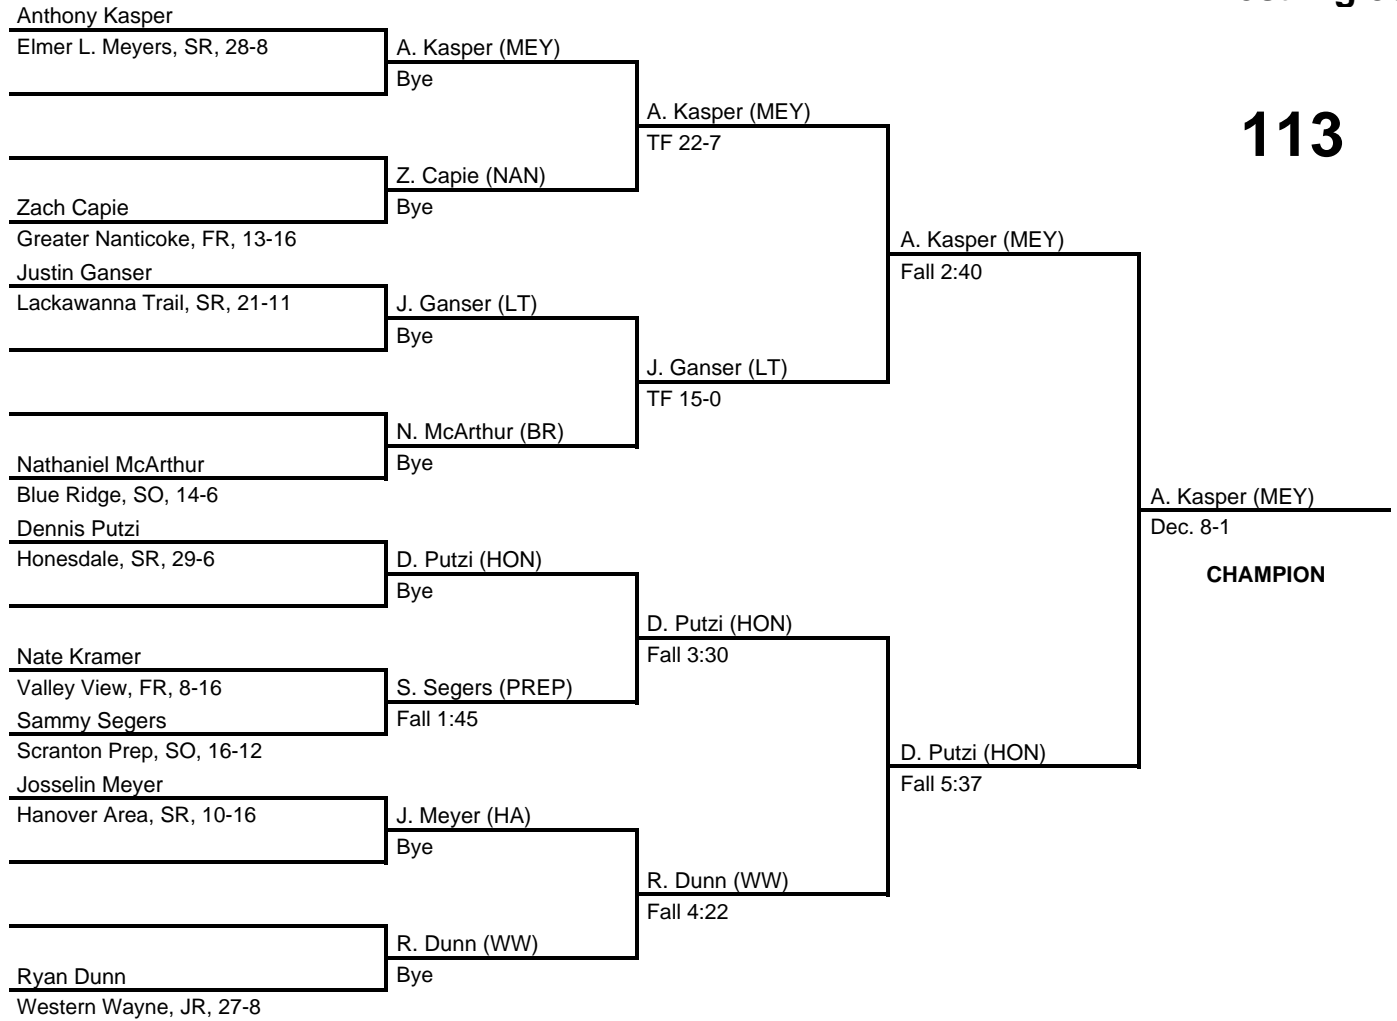 Anthony Kasper
Elmer L. Meyers, SR, 28-8
A. Kasper (MEY)
Bye
A. Kasper (MEY)
TF 22-7
113
Z. Capie (NAN)
Bye
Zach Capie
Greater Nanticoke, FR, 13-16
A. Kasper (MEY)
Fall 2:40
Justin Ganser
Lackawanna Trail, SR, 21-11
J. Ganser (LT)
Bye
J. Ganser (LT)
TF 15-0
N. McArthur (BR)
Bye
Nathaniel McArthur
Blue Ridge, SO, 14-6
A. Kasper (MEY)
Dec. 8-1
CHAMPION
Dennis Putzi
Honesdale, SR, 29-6
D. Putzi (HON)
Bye
D. Putzi (HON)
Fall 3:30
Nate Kramer
Valley View, FR, 8-16
S. Segers (PREP)
Fall 1:45
Sammy Segers
Scranton Prep, SO, 16-12
D. Putzi (HON)
Fall 5:37
Josselin Meyer
Hanover Area, SR, 10-16
J. Meyer (HA)
Bye
R. Dunn (WW)
Fall 4:22
R. Dunn (WW)
Bye
Ryan Dunn
Western Wayne, JR, 27-8